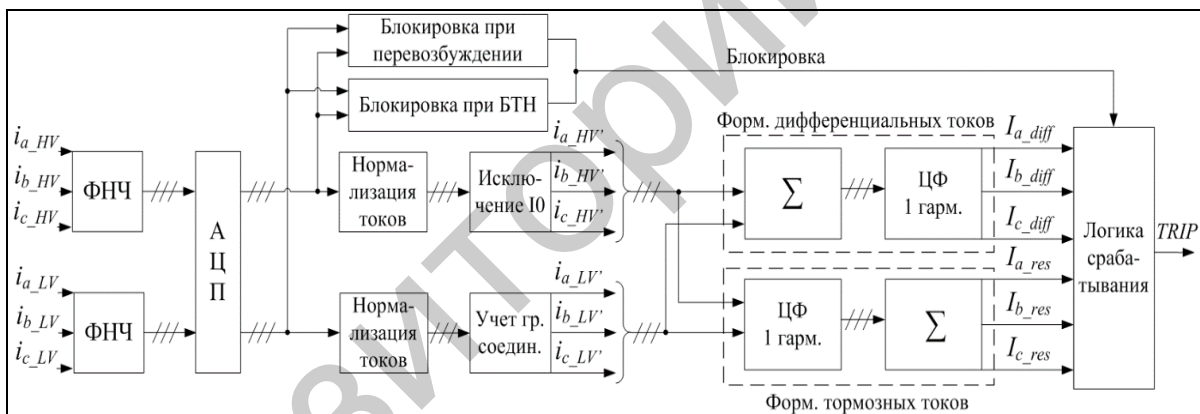 Блокировка при
перевозбуждении
Блокировка
Блокировка при БТН
Форм. дифференциальных токов
i_a_HV
i_b_HV
i_c_HV
ФНЧ
АЦП
Норма-
лизация
токов
Исклю-
чение I0
i_a_HV'
i_b_HV'
i_c_HV'
Σ
ЦФ
1 гарм.
I_a_diff
I_b_diff
I_c_diff
Логика
сраба-
тывания
TRIP
i_a_LV
i_b_LV
i_c_LV
ФНЧ
Норма-
лизация
токов
Учет гр.
соедин.
i_a_LV'
i_b_LV'
i_c_LV'
ЦФ
1 гарм.
Σ
I_a_res
I_b_res
I_c_res
Форм. тормозных токов